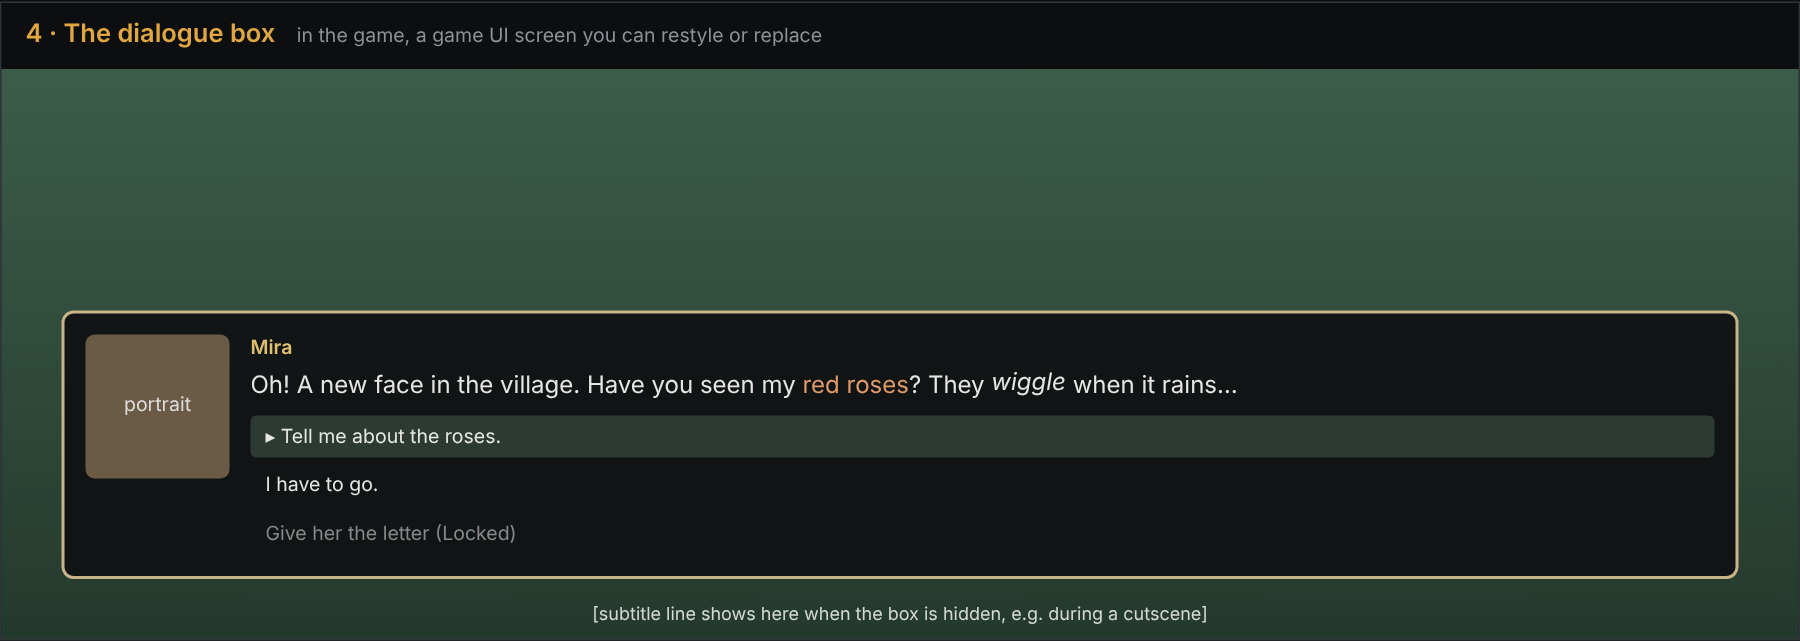 4 · The dialogue box in the game, a game UI screen you can restyle or replace
portrait
Mira
Oh! A new face in the village. Have you seen my red roses? They wiggle when it rains...
▸ Tell me about the roses.
I have to go.
Give her the letter (Locked)
[subtitle line shows here when the box is hidden, e.g. during a cutscene]